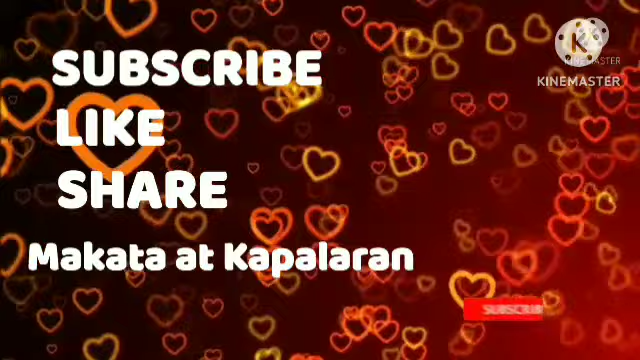 SUBSCRIBE
LIKE
SHARE
Makata at Kapalaran
KINEMASTER
KINEMASTER